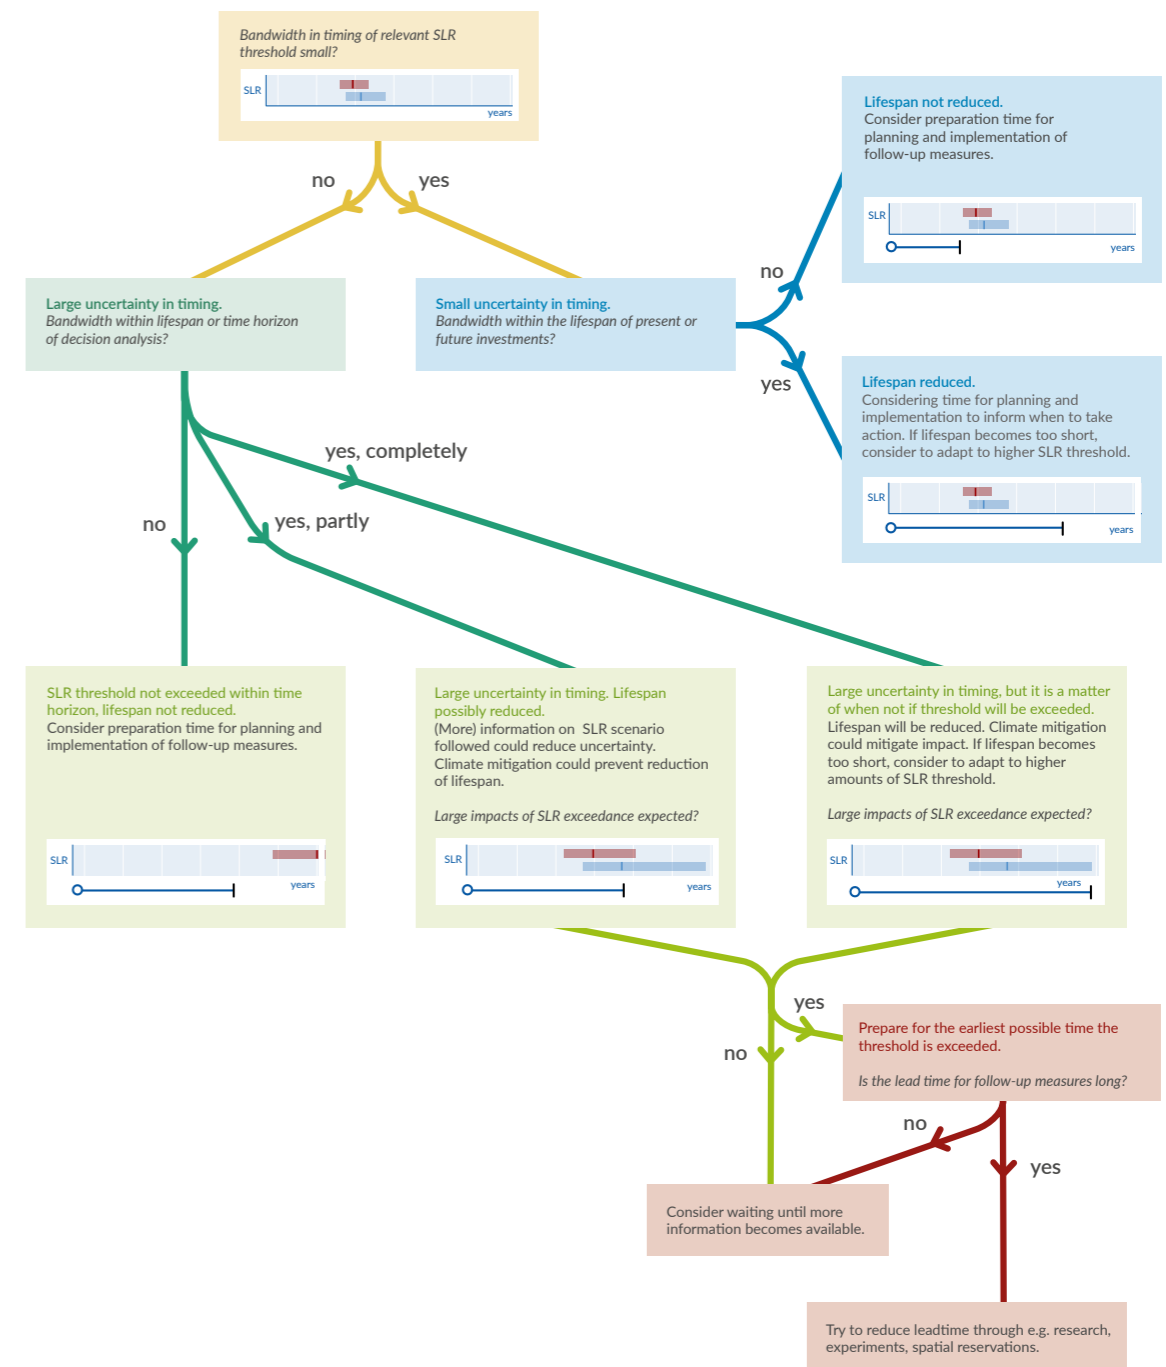 Bandwidth in timing of relevant SLR
threshold small?
SLR
years
no
yes
Lifespan not reduced.
Consider preparation time for
planning and implementation of
follow-up measures.
SLR
years
Large uncertainty in timing.
Bandwidth within lifespan or time horizon
of decision analysis?
Small uncertainty in timing.
Bandwidth within the lifespan of present or
future investments?
no
yes
Lifespan reduced.
Considering time for planning and
implementation to inform when to take
action. If lifespan becomes too short,
consider to adapt to higher SLR threshold.
SLR
years
yes, completely
yes, partly
no
SLR threshold not exceeded within time
horizon, lifespan not reduced.
Consider preparation time for planning and
implementation of follow-up measures.
SLR
years
Large uncertainty in timing. Lifespan
possibly reduced.
(More) information on SLR scenario
followed could reduce uncertainty.
Climate mitigation could prevent reduction
of lifespan.
Large impacts of SLR exceedance expected?
SLR
years
Large uncertainty in timing, but it is a matter
of when not if threshold will be exceeded.
Lifespan will be reduced. Climate mitigation
could mitigate impact. If lifespan becomes
too short, consider to adapt to higher
amounts of SLR threshold.
Large impacts of SLR exceedance expected?
SLR
years
yes
no
Prepare for the earliest possible time the
threshold is exceeded.
Is the lead time for follow-up measures long?
no
yes
Consider waiting until more
information becomes available.
Try to reduce leadtime through e.g. research,
experiments, spatial reservations.